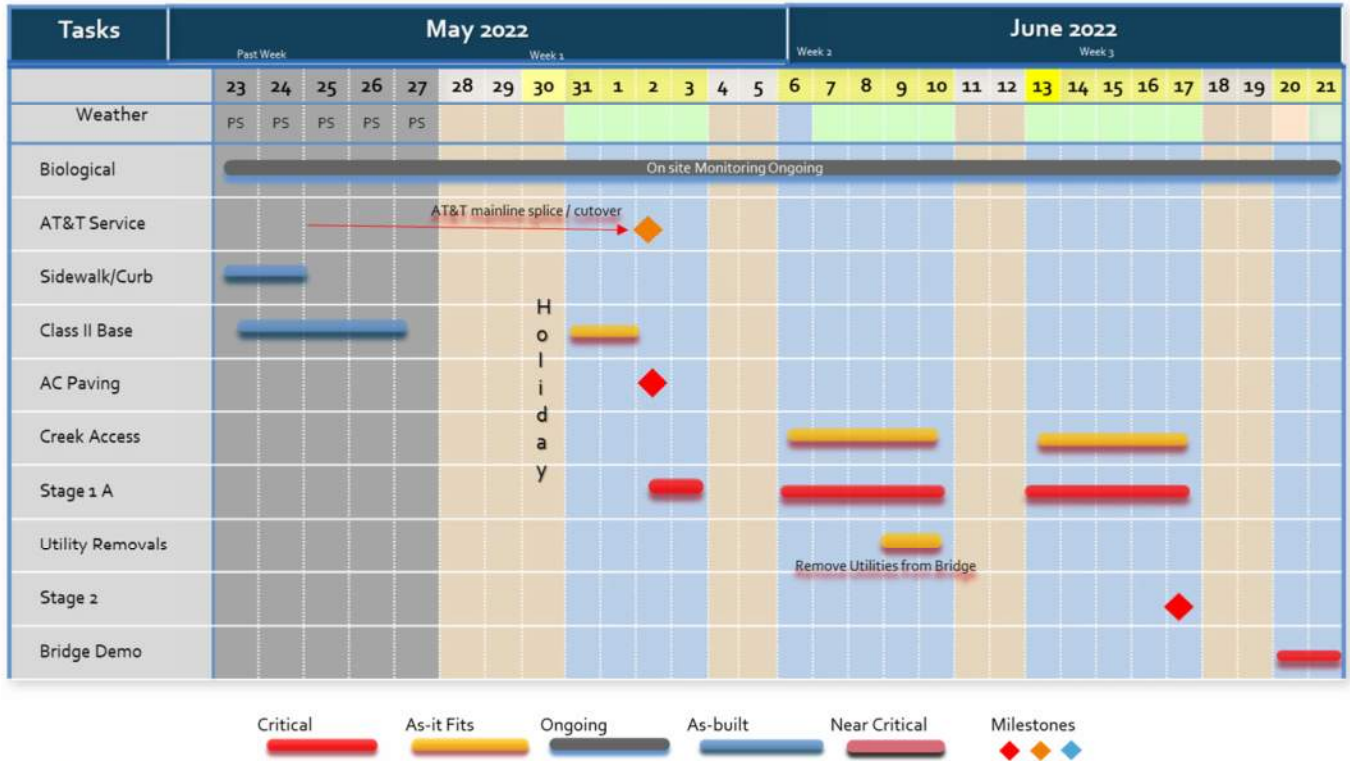 Tasks May 2022 June 2022
Past Week Week 1 Week 2 Week 3
23 24 25 26 27 28 29 30 31 1 2 3 4 5 6 7 8 9 10 11 12 13 14 15 16 17 18 19 20 21
Weather PS PS PS PS PS
Biological On site Monitoring Ongoing
AT&T mainline splice / cutover
AT&T Service
Sidewalk/Curb
Class II Base
Holiday
AC Paving
Creek Access
Stage 1 A
Utility Removals
Remove Utilities from Bridge
Stage 2
Bridge Demo
Critical As-it Fits Ongoing As-built Near Critical Milestones